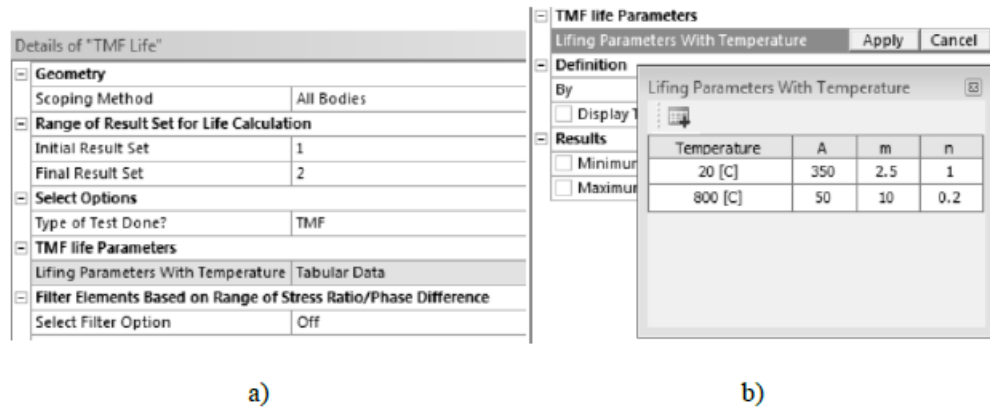 Details of "TMF Life"
Geometry
Scoping Method All Bodies
Range of Result Set for Life Calculation
Initial Result Set 1
Final Result Set 2
Select Options
Type of Test Done? TMF
TMF life Parameters
Lifing Parameters With Temperature Tabular Data
Filter Elements Based on Range of Stress Ratio/Phase Difference
Select Filter Option Off
a)
TMF life Parameters
Lifing Parameters With Temperature Apply Cancel
Definition
By
Display
Results
Minimum
Maximum
Lifing Parameters With Temperature
Temperature A m n
20 [C] 350 2.5 1
800 [C] 50 10 0.2
b)